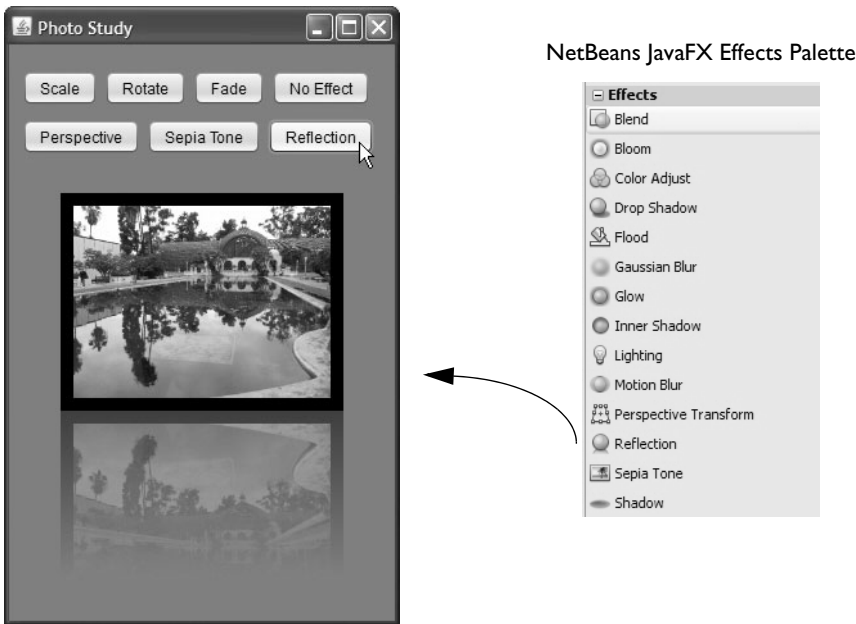 Photo Study
Scale Rotate Fade No Effect
Perspective Sepia Tone Reflection
NetBeans JavaFX Effects Palette
Effects
Blend
Bloom
Color Adjust
Drop Shadow
Flood
Gaussian Blur
Glow
Inner Shadow
Lighting
Motion Blur
Perspective Transform
Reflection
Sepia Tone
Shadow